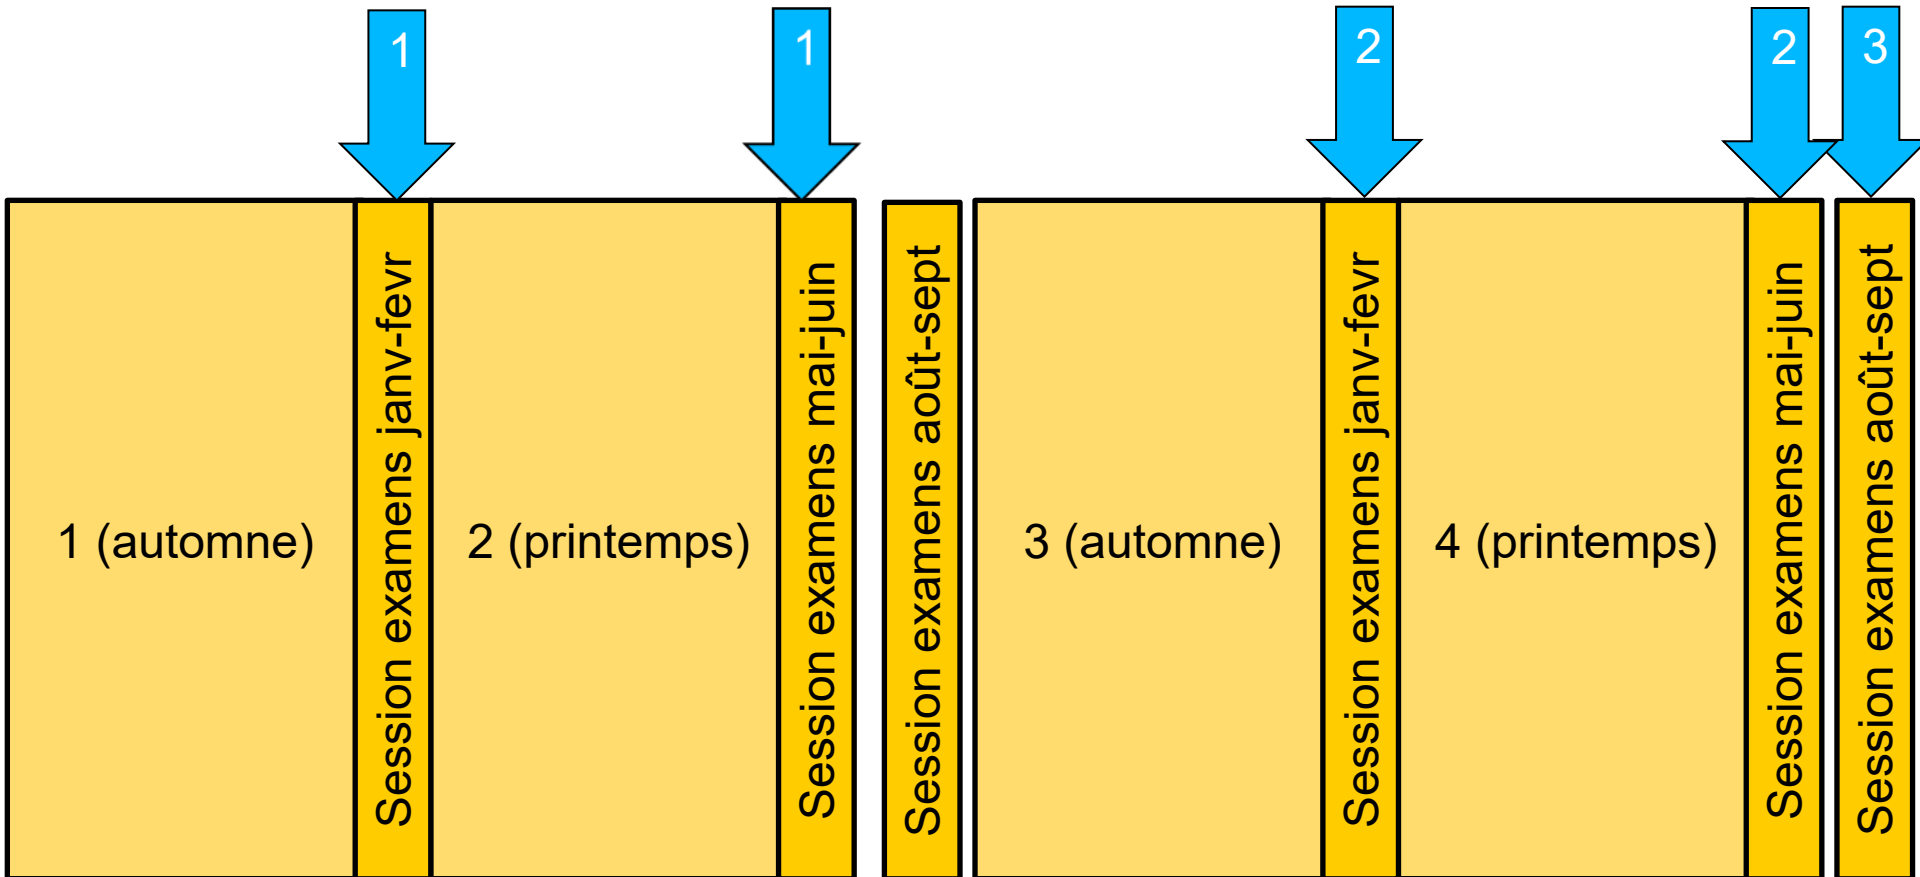 1
1
2
2
3
1 (automne)
Session examens janv-fevr
2 (printemps)
Session examens mai-juin
Session examens août-sept
3 (automne)
Session examens janv-fevr
4 (printemps)
Session examens mai-juin
Session examens août-sept